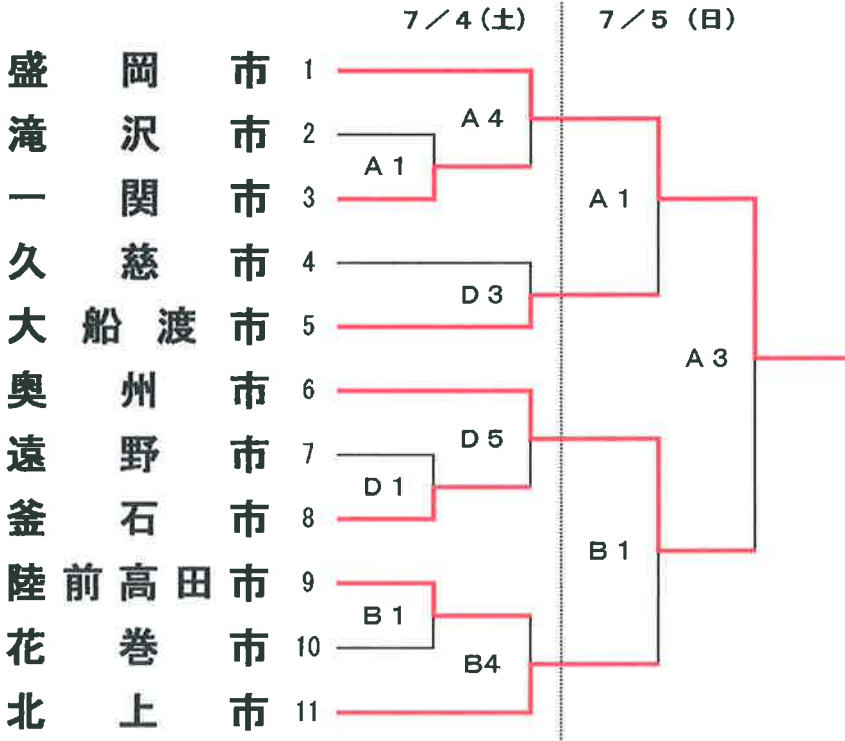 7／4（土） 7／5（日）
盛岡市 1
A4
滝沢市 2
A1
一関市 3
A1
久慈市 4
D3
大船渡市 5
A3
奥州市 6
D5
遠野市 7
D1
釜石市 8
B1
陸前高田市 9
B1
花巻市 10
B4
北上市 11